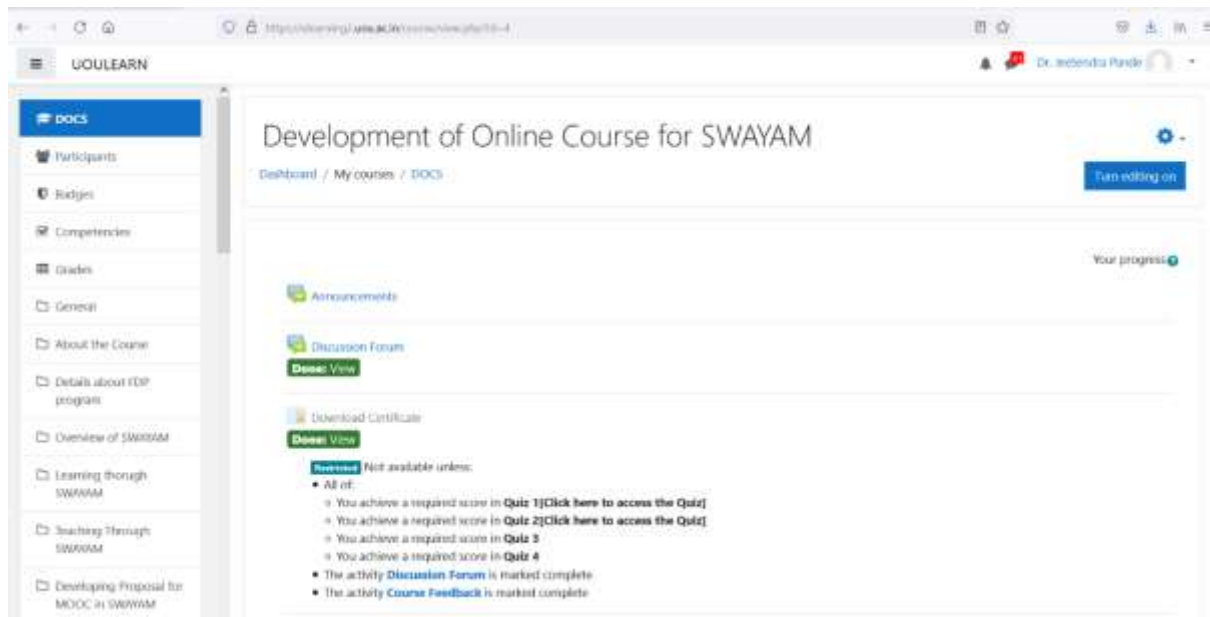 UOULEARN
Dr. Jeetendra Pande
DOCS
Participants
Badges
Competencies
Grades
General
About the Course
Details about FDP
program
Overview of SWAYAM
Learning thorugh
SWAYAM
Teaching Through
SWAYAM
Developing Proposal for
MOOC in SWAYAM
Development of Online Course for SWAYAM
Dashboard / My courses / DOCS
Turn editing on
Your progress
Announcements
Discussion Forum
Done: View
Download Certificate
Done: View
Restricted Not available unless:
• All of:
○ You achieve a required score in Quiz 1[Click here to access the Quiz]
○ You achieve a required score in Quiz 2[Click here to access the Quiz]
○ You achieve a required score in Quiz 3
○ You achieve a required score in Quiz 4
• The activity Discussion Forum is marked complete
• The activity Course Feedback is marked complete